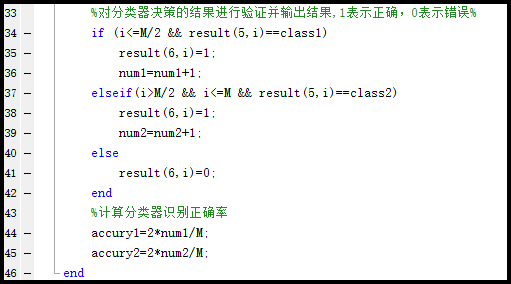 33 %对分类器决策的结果进行验证并输出结果,1表示正确，0表示错误%
34 — if (i<=M/2 && result(5,i)==class1)
35 — result(6,i)=1;
36 — num1=num1+1;
37 — elseif(i>M/2 && i<=M && result(5,i)==class2)
38 — result(6,i)=1;
39 — num2=num2+1;
40 — else
41 — result(6,i)=0;
42 — end
43 %计算分类器识别正确率
44 — accury1=2*num1/M;
45 — accury2=2*num2/M;
46 — end